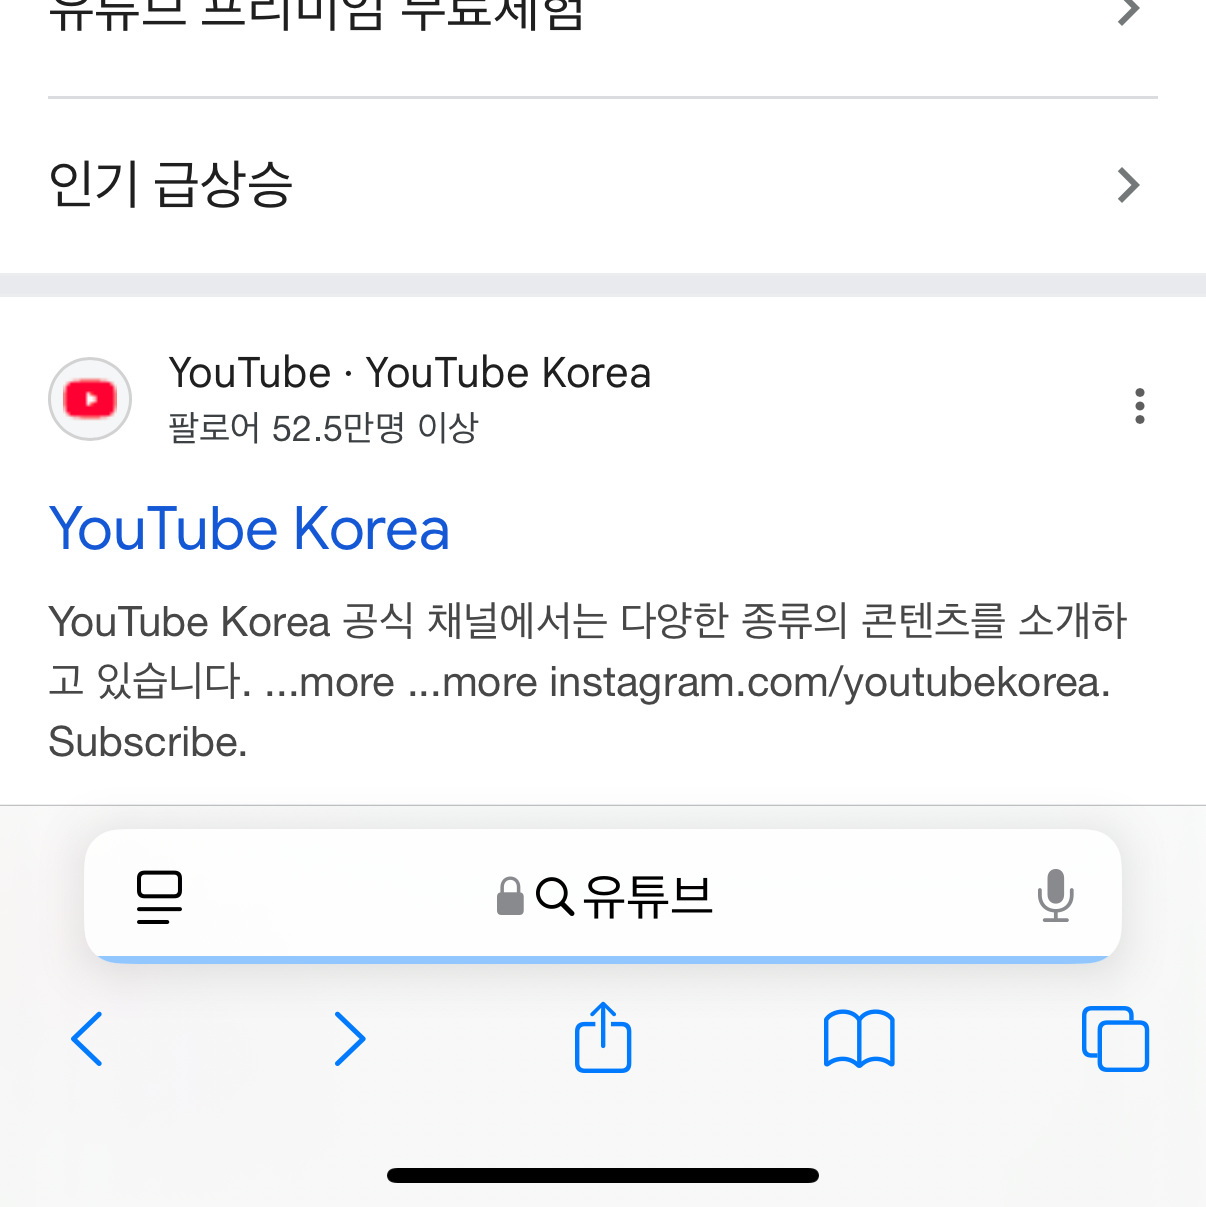 유튜브 프리미엄 무료체험
인기 급상승
YouTube · YouTube Korea
팔로어 52.5만명 이상
YouTube Korea
YouTube Korea 공식 채널에서는 다양한 종류의 콘텐츠를 소개하
고 있습니다. ...more ...more instagram.com/youtubekorea.
Subscribe.
유튜브